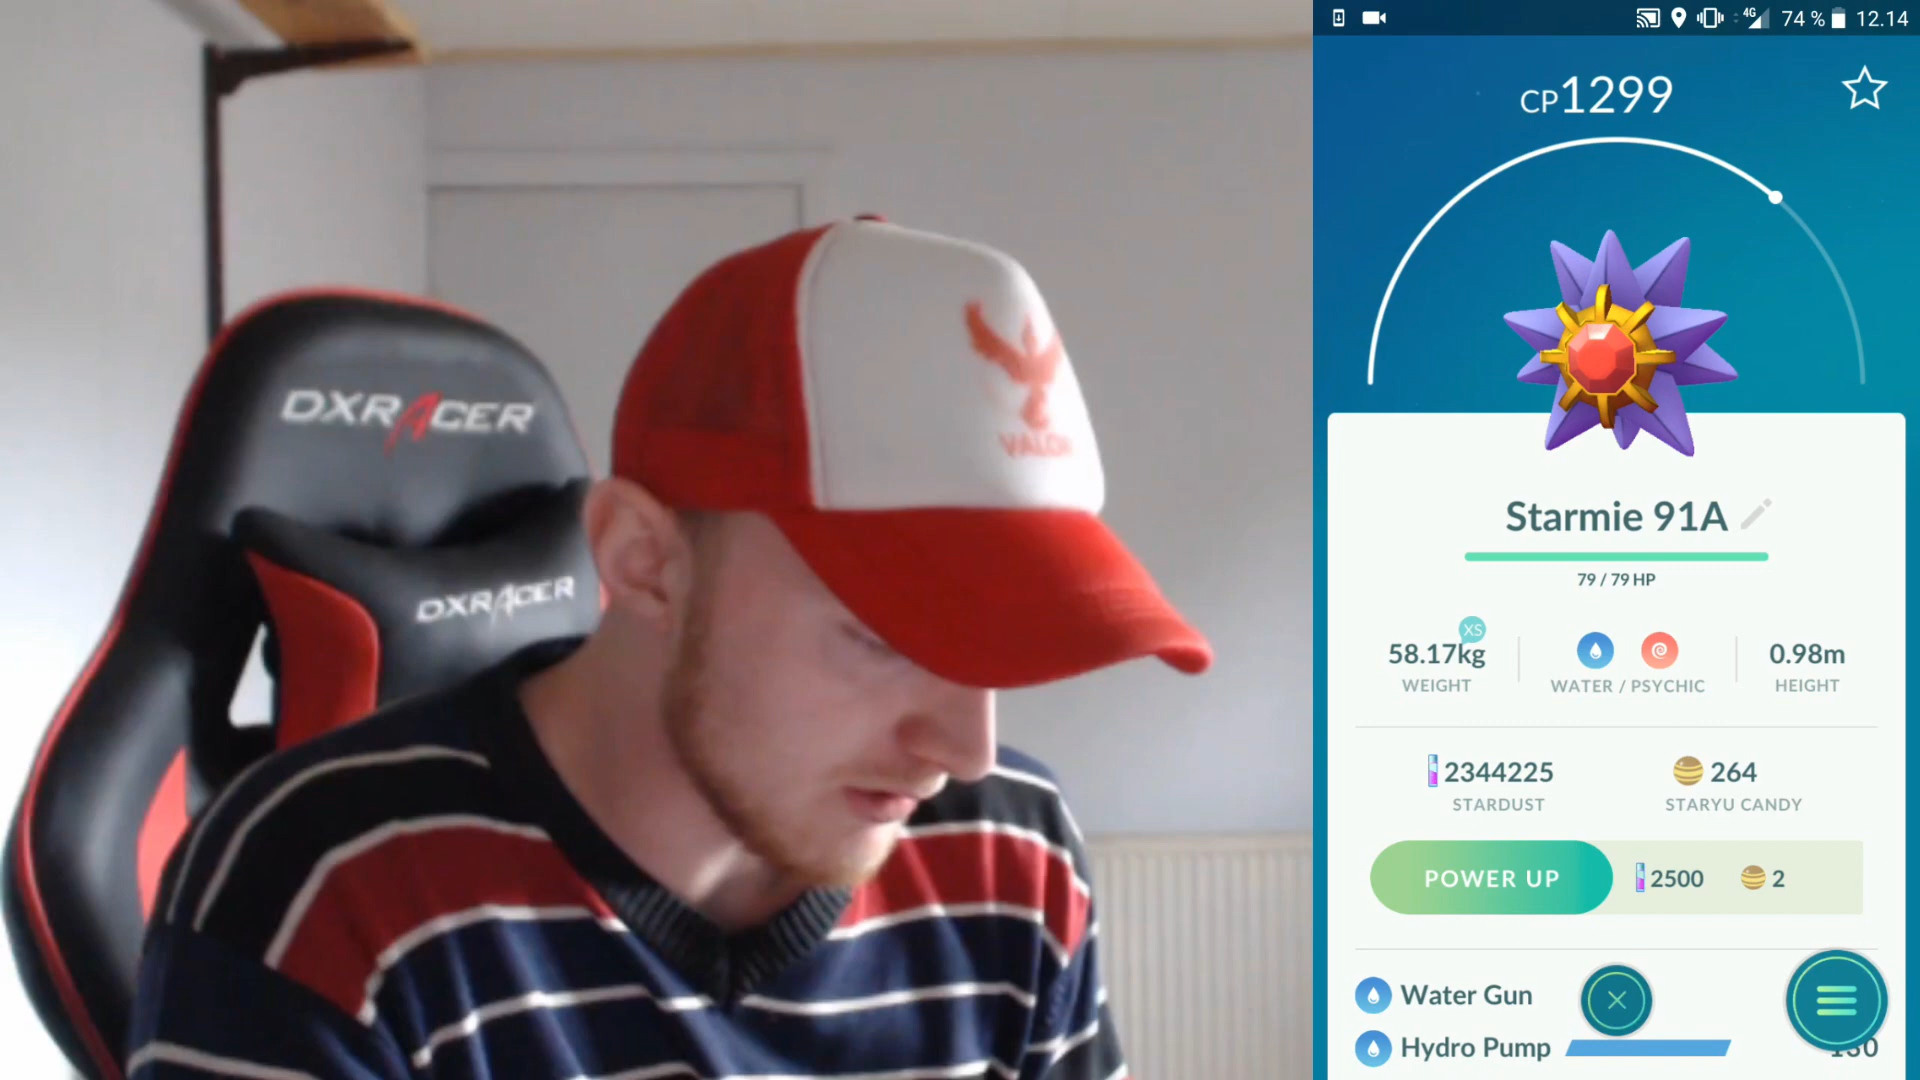 DXRACER
DXRACER
VALOR
4G 74 % 12.14
CP1299
Starmie 91A
79 / 79 HP
XS
58.17kg
WEIGHT
WATER / PSYCHIC
0.98m
HEIGHT
2344225
STARDUST
264
STARYU CANDY
POWER UP
2500
2
Water Gun
Hydro Pump